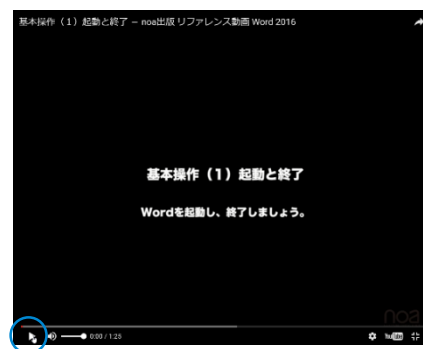 基本操作（1）起動と終了 – noa出版 リファレンス動画 Word 2016
基本操作（1）起動と終了
Wordを起動し、終了しましょう。
noa
0:00 / 1:25
YouTube